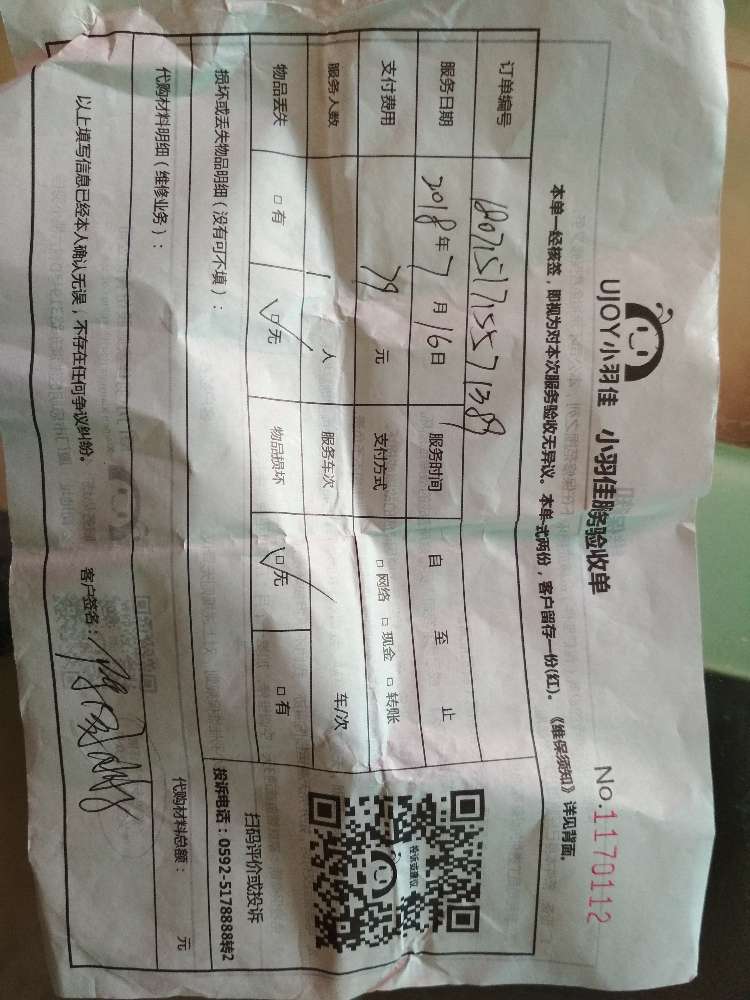 UJOY小羽佳 小羽佳服务验收单 No.1170112
本单一经核签，即视为对本次服务验收无异议。本单一式两份，客户留存一份(红)。《维保须知》详见背面。
订单编号
服务日期 2018年7月16日 服务时间 自 至 止
支付费用 79 元 支付方式 □ 网络 □ 现金 □ 转账
服务人数 1 人 服务车次 车/次
物品丢失 □ 有 □ 无 物品损坏 □ 无 □ 有
损坏或丢失物品明细（没有可不填）：
投诉或建议
扫码评价或投诉
投诉电话：0592-5178888转2
代购材料明细（维修业务）： 代购材料总额： 元
以上填写信息已经本人确认无误，不存在任何争议纠纷。 客户签名：